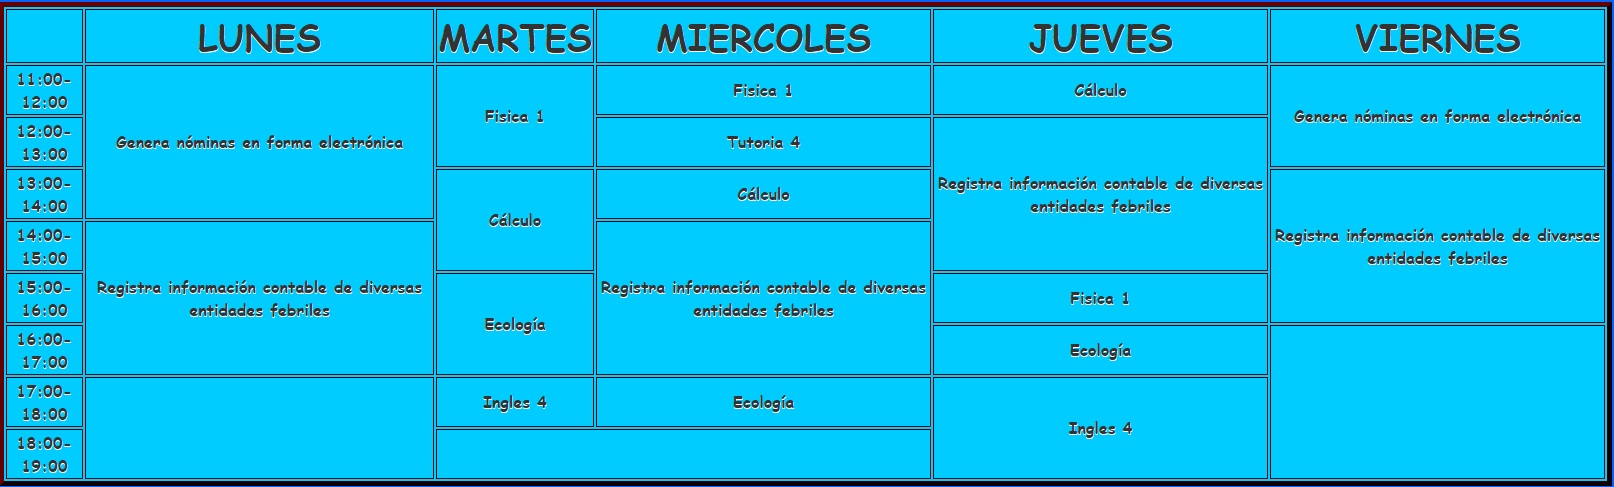 LUNES MARTES MIERCOLES JUEVES VIERNES
11:00-
12:00
Genera nóminas en forma electrónica
Fisica 1
Fisica 1
Cálculo
Genera nóminas en forma electrónica
12:00-
13:00
Tutoria 4
Registra información contable de diversas
entidades febriles
13:00-
14:00
Cálculo
Cálculo
Registra información contable de diversas
entidades febriles
14:00-
15:00
Registra información contable de diversas
entidades febriles
Registra información contable de diversas
entidades febriles
15:00-
16:00
Ecología
Fisica 1
16:00-
17:00
Ecología
17:00-
18:00
Ingles 4
Ecología
Ingles 4
18:00-
19:00